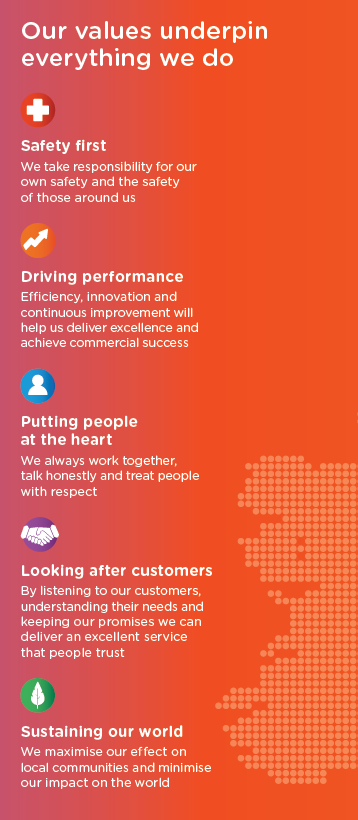 Our values underpin
everything we do
Safety first
We take responsibility for our
own safety and the safety
of those around us
Driving performance
Efficiency, innovation and
continuous improvement will
help us deliver excellence and
achieve commercial success
Putting people
at the heart
We always work together,
talk honestly and treat people
with respect
Looking after customers
By listening to our customers,
understanding their needs and
keeping our promises we can
deliver an excellent service
that people trust
Sustaining our world
We maximise our effect on
local communities and minimise
our impact on the world